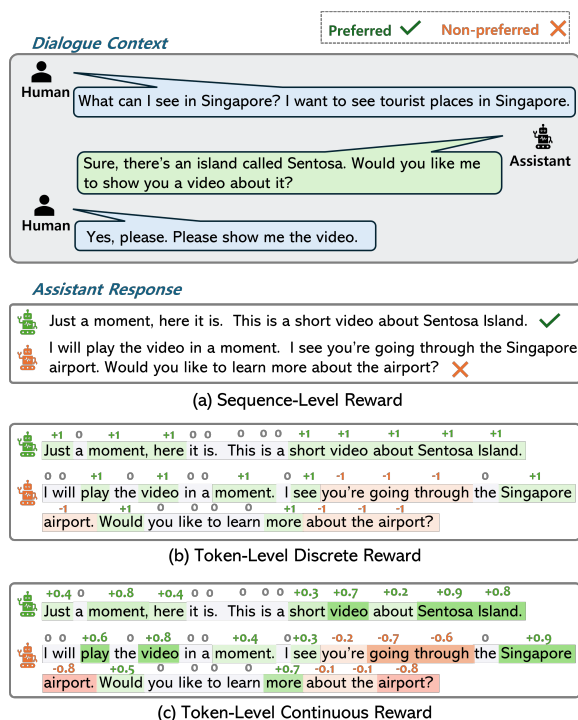 Preferred Non-preferred
Dialogue Context
Human
What can I see in Singapore? I want to see tourist places in Singapore.
Assistant
Sure, there's an island called Sentosa. Would you like me
to show you a video about it?
Human
Yes, please. Please show me the video.
Assistant Response
Just a moment, here it is. This is a short video about Sentosa Island.
I will play the video in a moment. I see you're going through the Singapore
airport. Would you like to learn more about the airport?
(a) Sequence-Level Reward
+1 0 +1 +1 0 0 0 0 0 +1 +1 +1 +1 +1
Just a moment, here it is. This is a short video about Sentosa Island.
0 0 +1 0 +1 0 0 +1 0 +1 -1 -1 -1 0 +1
I will play the video in a moment. I see you're going through the Singapore
-1 +1 0 0 0 0 +1 -1 -1 -1
airport. Would you like to learn more about the airport?
(b) Token-Level Discrete Reward
+0.4 0 +0.8 +0.4 0 0 0 0 0 +0.3 +0.7 +0.2 +0.9 +0.8
Just a moment, here it is. This is a short video about Sentosa Island.
0 0 +0.6 0 +0.8 0 0 +0.4 0 +0.3 -0.2 -0.7 -0.6 0 +0.9
I will play the video in a moment. I see you're going through the Singapore
-0.8 +0.5 0 0 0 0 +0.7 -0.1 -0.1 -0.8
airport. Would you like to learn more about the airport?
(c) Token-Level Continuous Reward